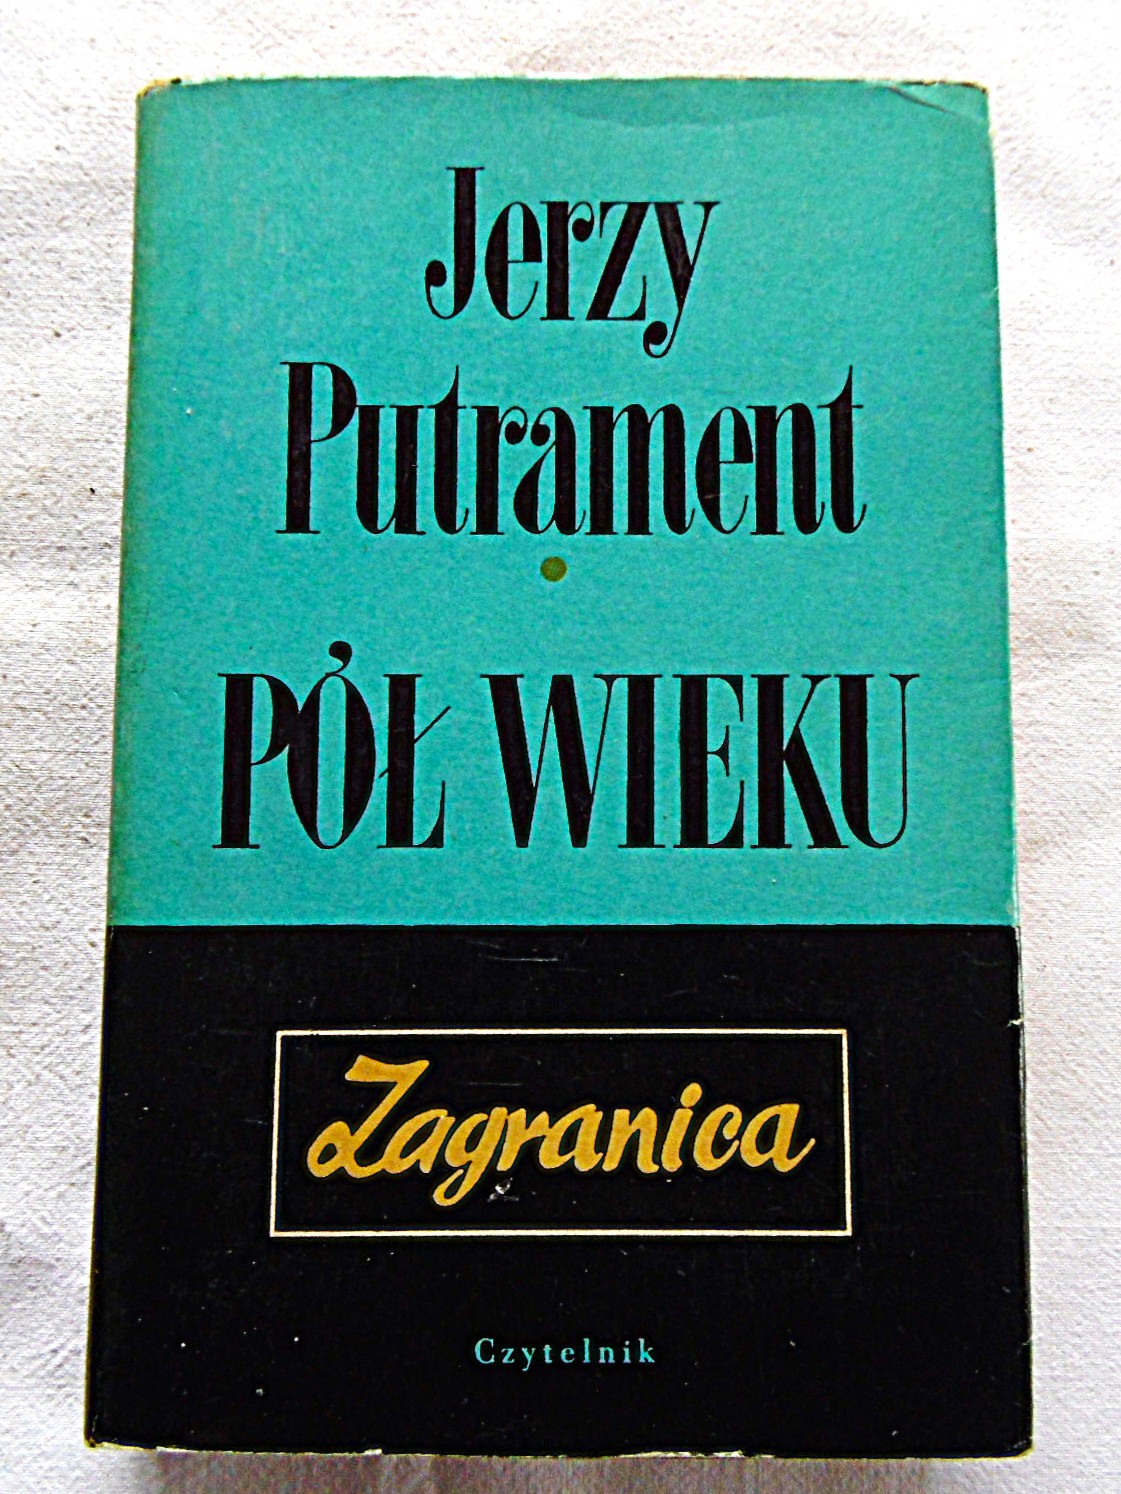 Jerzy
Putrament
PÓŁ WIEKU
Zagranica
Czytelnik